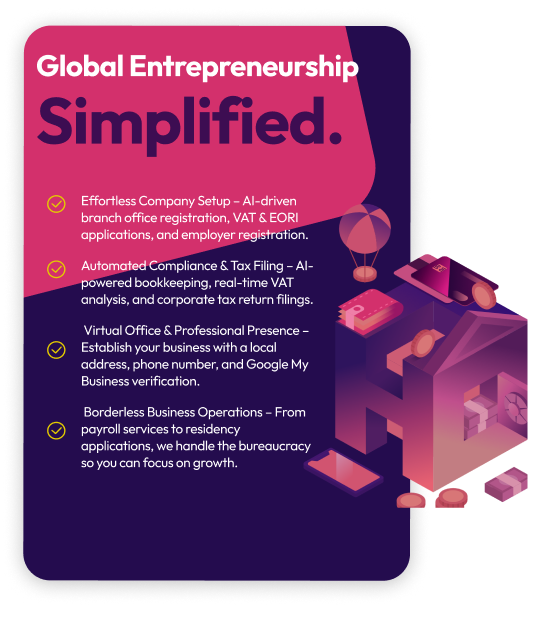 Global Entrepreneurship
Simplified.
Effortless Company Setup – AI-driven
branch office registration, VAT & EORI
applications, and employer registration.
Automated Compliance & Tax Filing – AI-
powered bookkeeping, real-time VAT
analysis, and corporate tax return filings.
Virtual Office & Professional Presence –
Establish your business with a local
address, phone number, and Google My
Business verification.
Borderless Business Operations – From
payroll services to residency
applications, we handle the bureaucracy
so you can focus on growth.